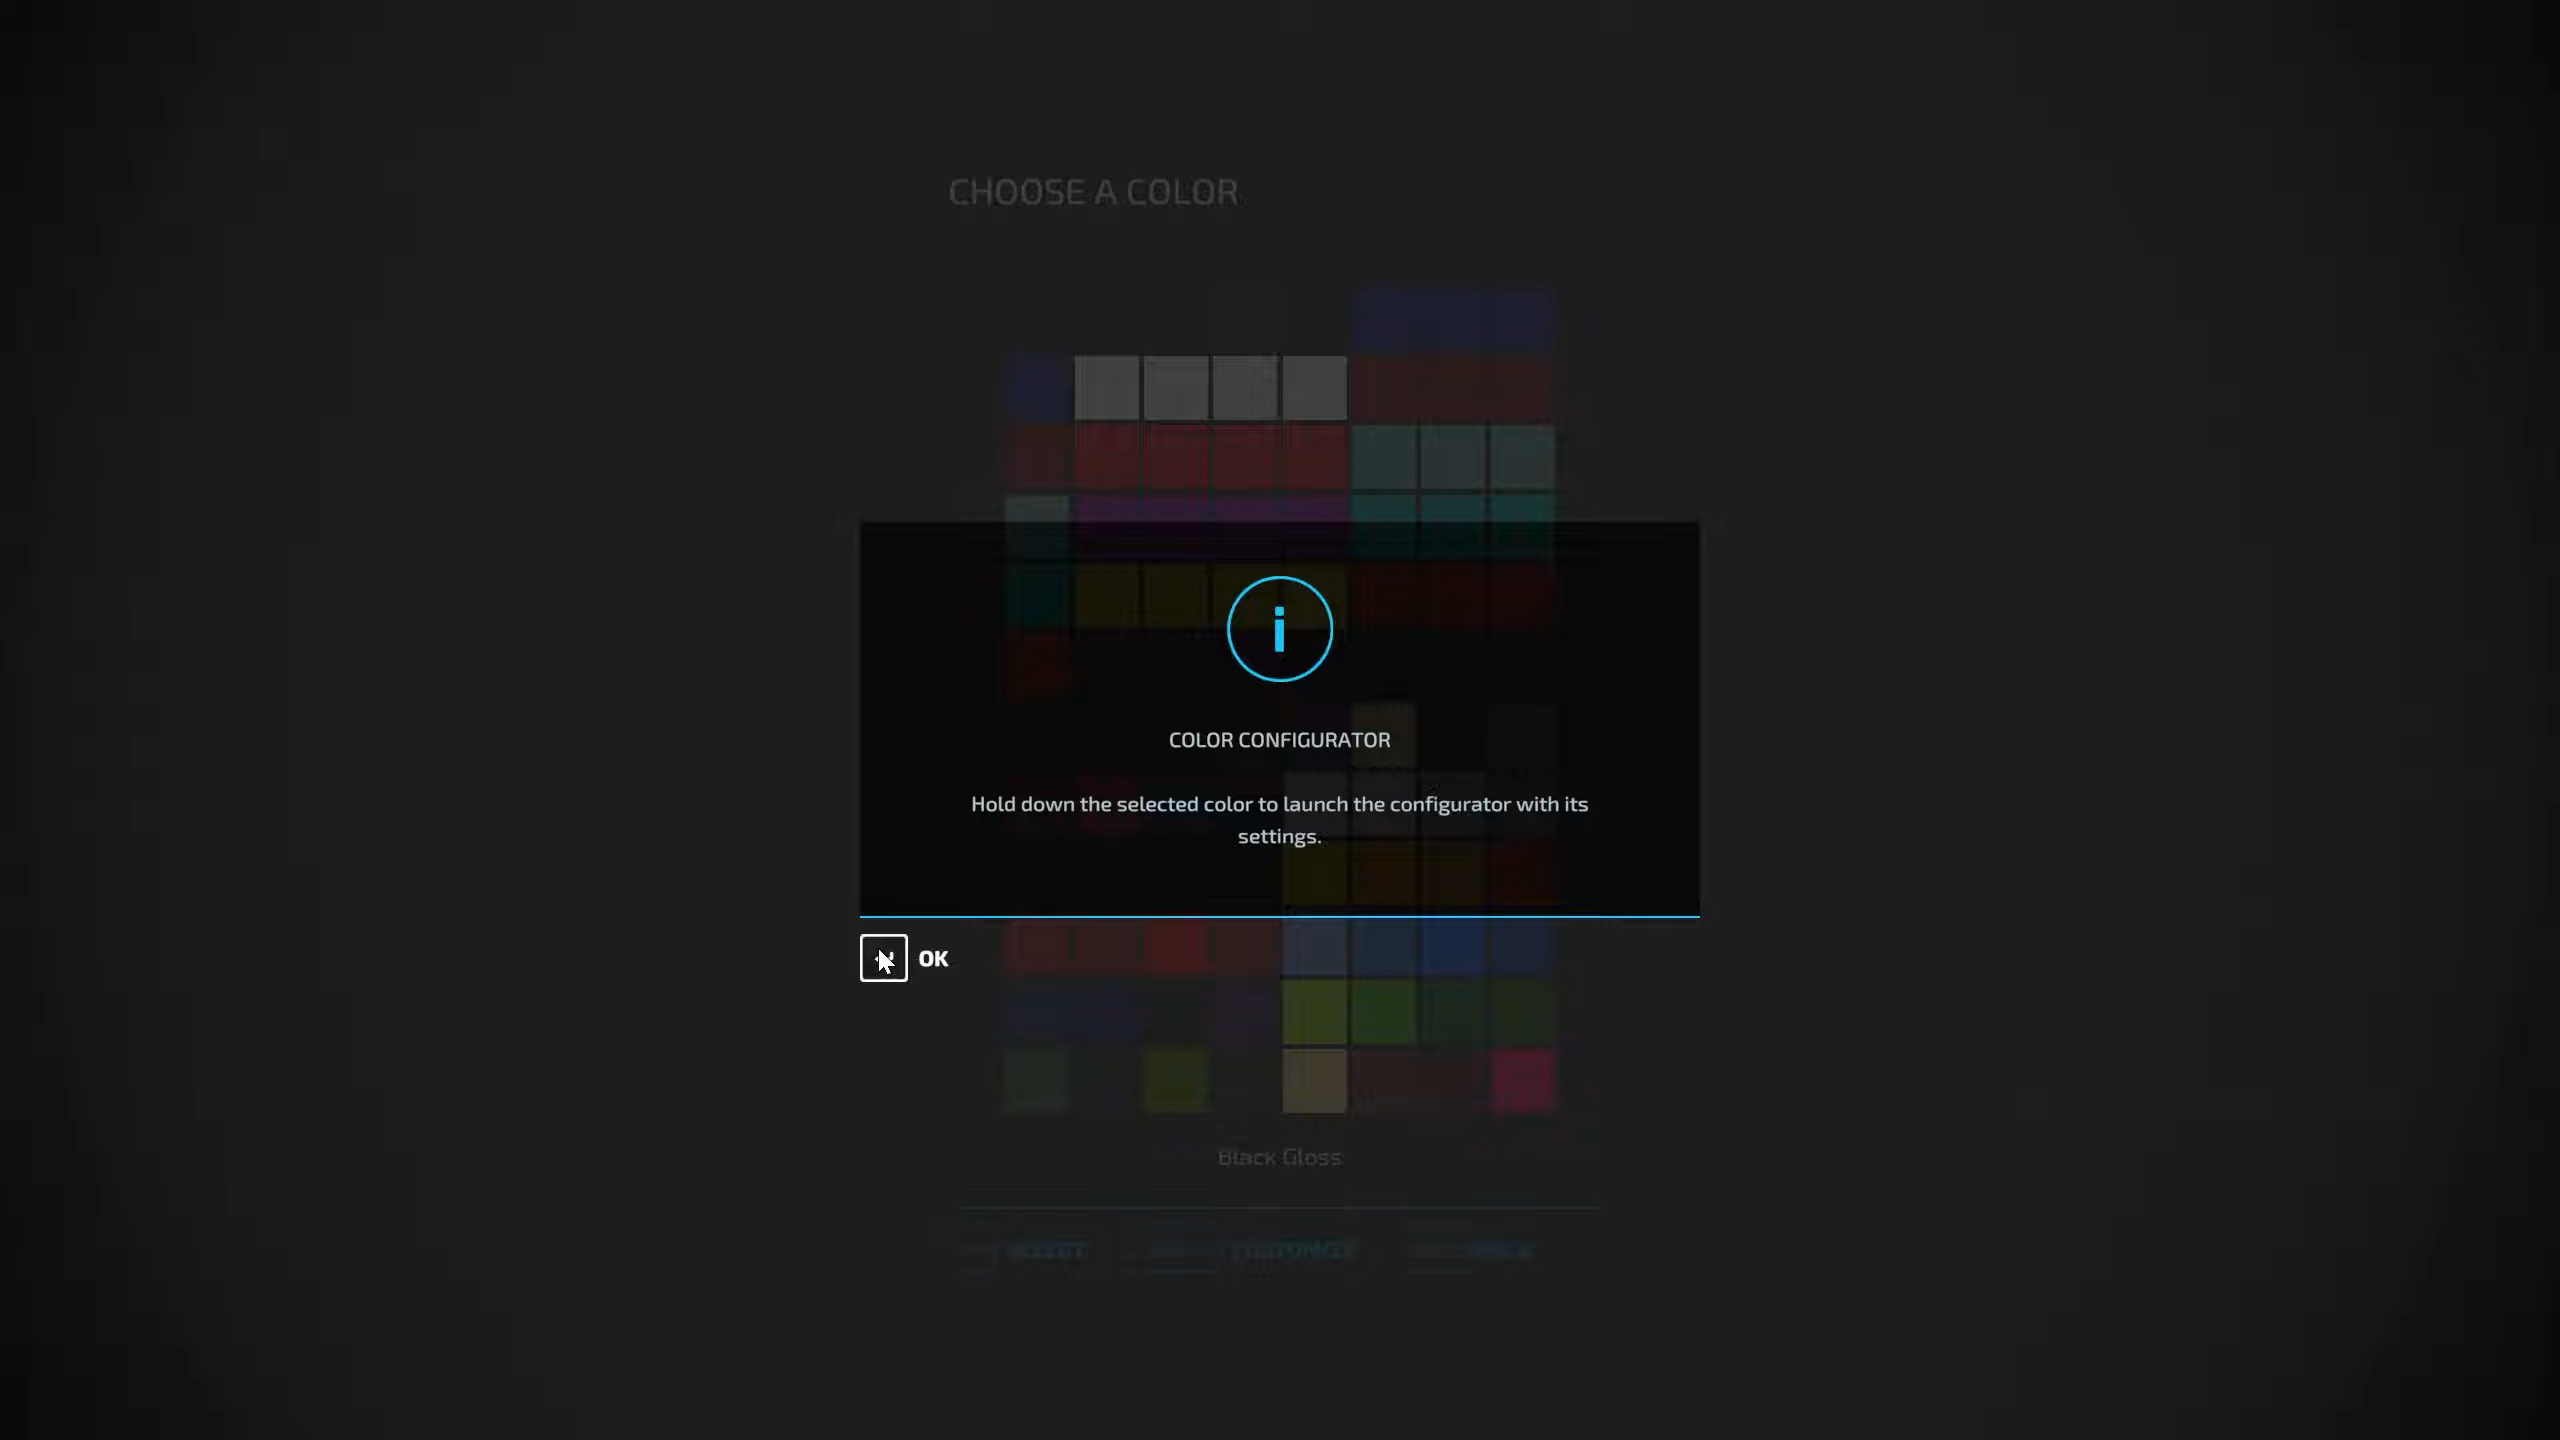 CHOOSE A COLOR
COLOR CONFIGURATOR
Hold down the selected color to launch the configurator with its
settings.
OK
Black Gloss